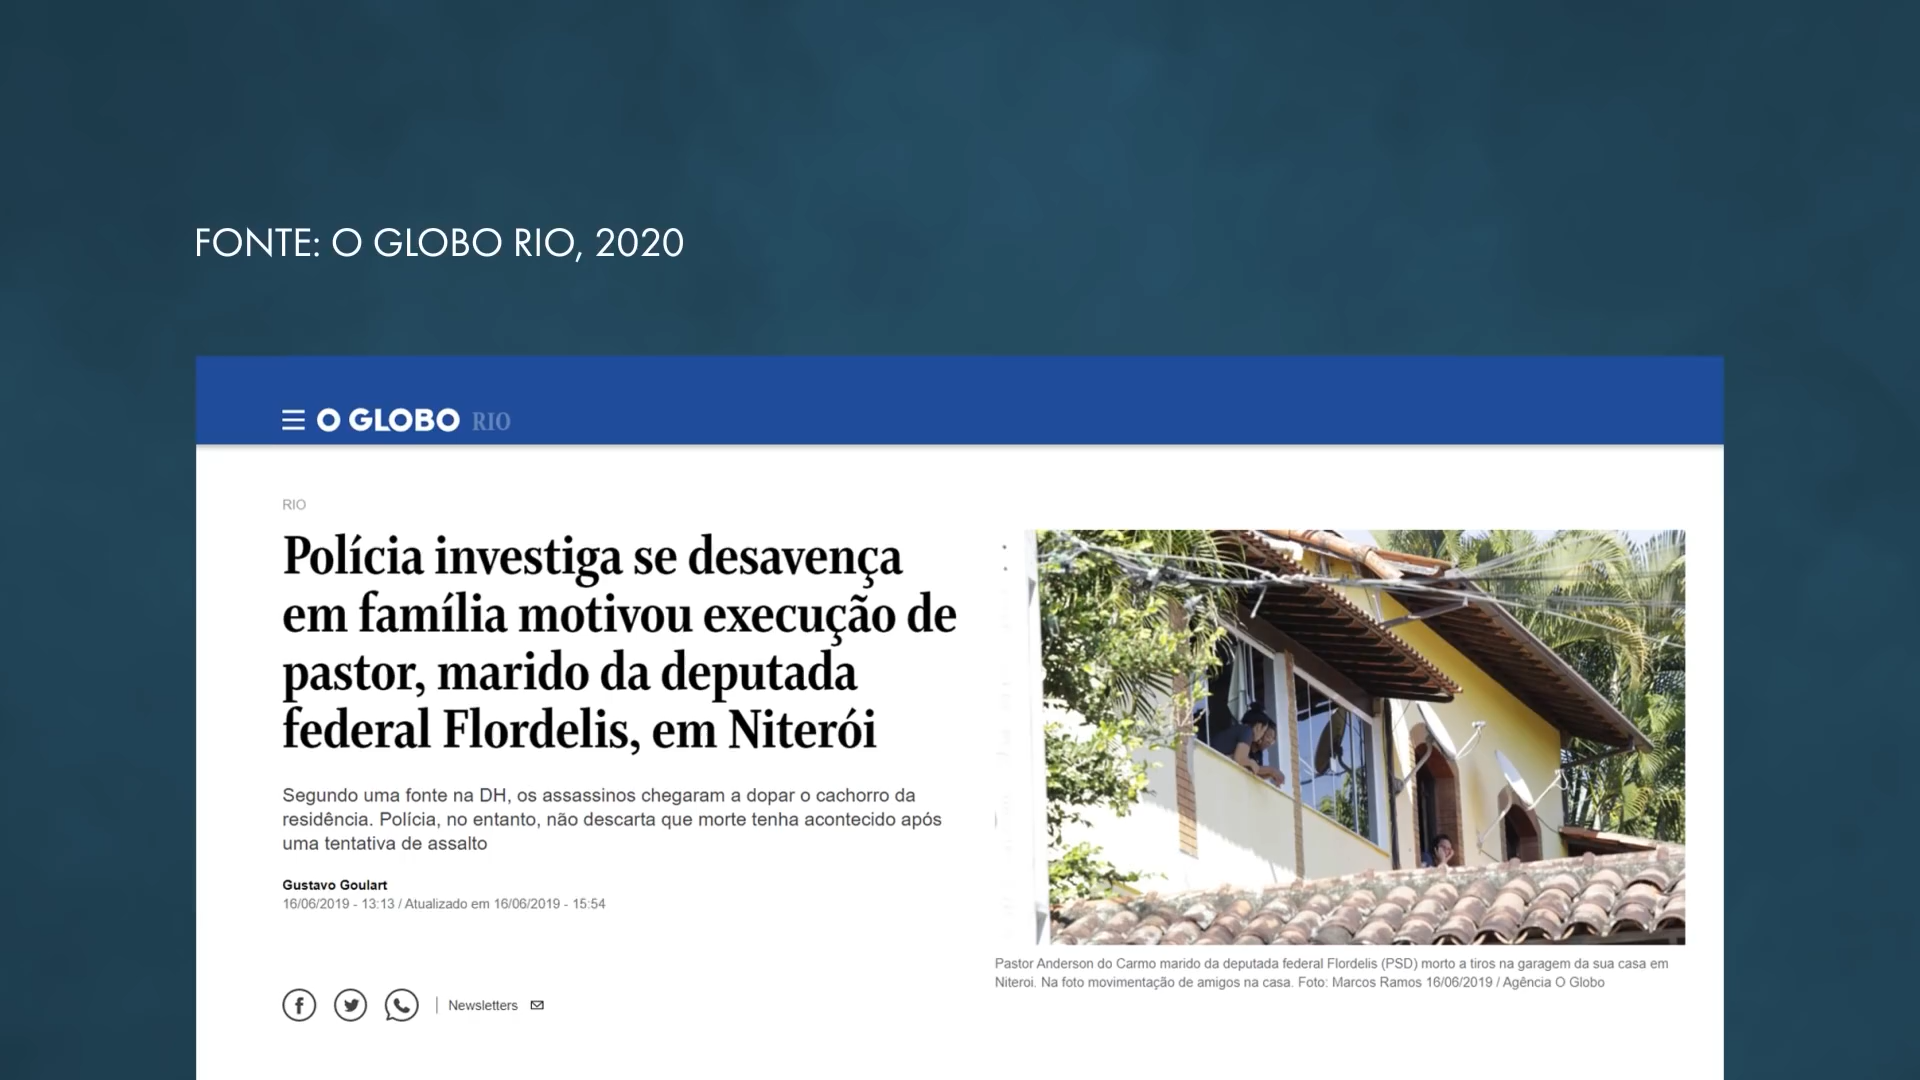 FONTE: O GLOBO RIO, 2020
O GLOBO RIO
RIO
Polícia investiga se desavença
em família motivou execução de
pastor, marido da deputada
federal Flordelis, em Niterói
Segundo uma fonte na DH, os assassinos chegaram a dopar o cachorro da
residência. Polícia, no entanto, não descarta que morte tenha acontecido após
uma tentativa de assalto
Gustavo Goulart
16/06/2019 - 13:13 / Atualizado em 16/06/2019 - 15:54
Newsletters
Pastor Anderson do Carmo marido da deputada federal Flordelis (PSD) morto a tiros na garagem da sua casa em
Niteroi. Na foto movimentação de amigos na casa. Foto: Marcos Ramos 16/06/2019 / Agência O Globo